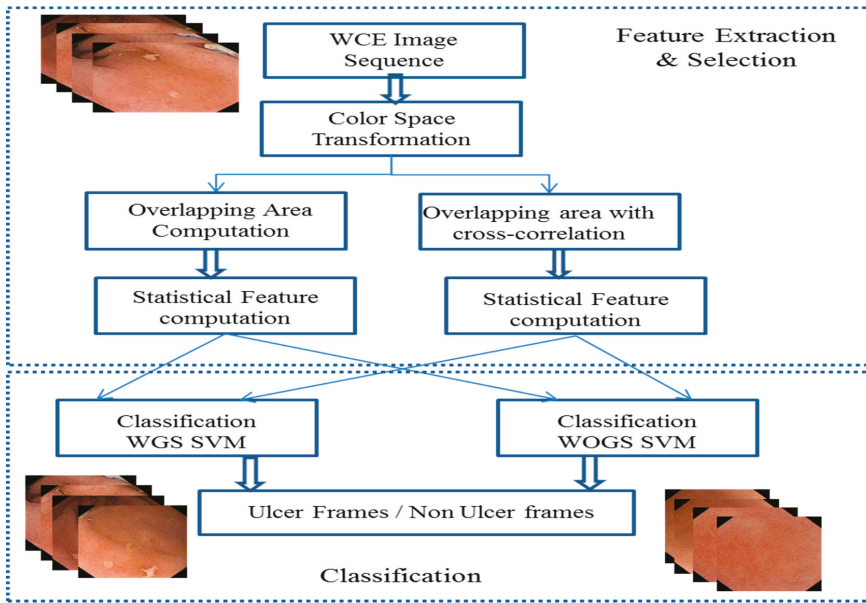 WCE Image
Sequence
Feature Extraction
& Selection
Color Space
Transformation
Overlapping Area
Computation
Overlapping area with
cross-correlation
Statistical Feature
computation
Statistical Feature
computation
Classification
WGS SVM
Classification
WOGS SVM
Ulcer Frames / Non Ulcer frames
Classification